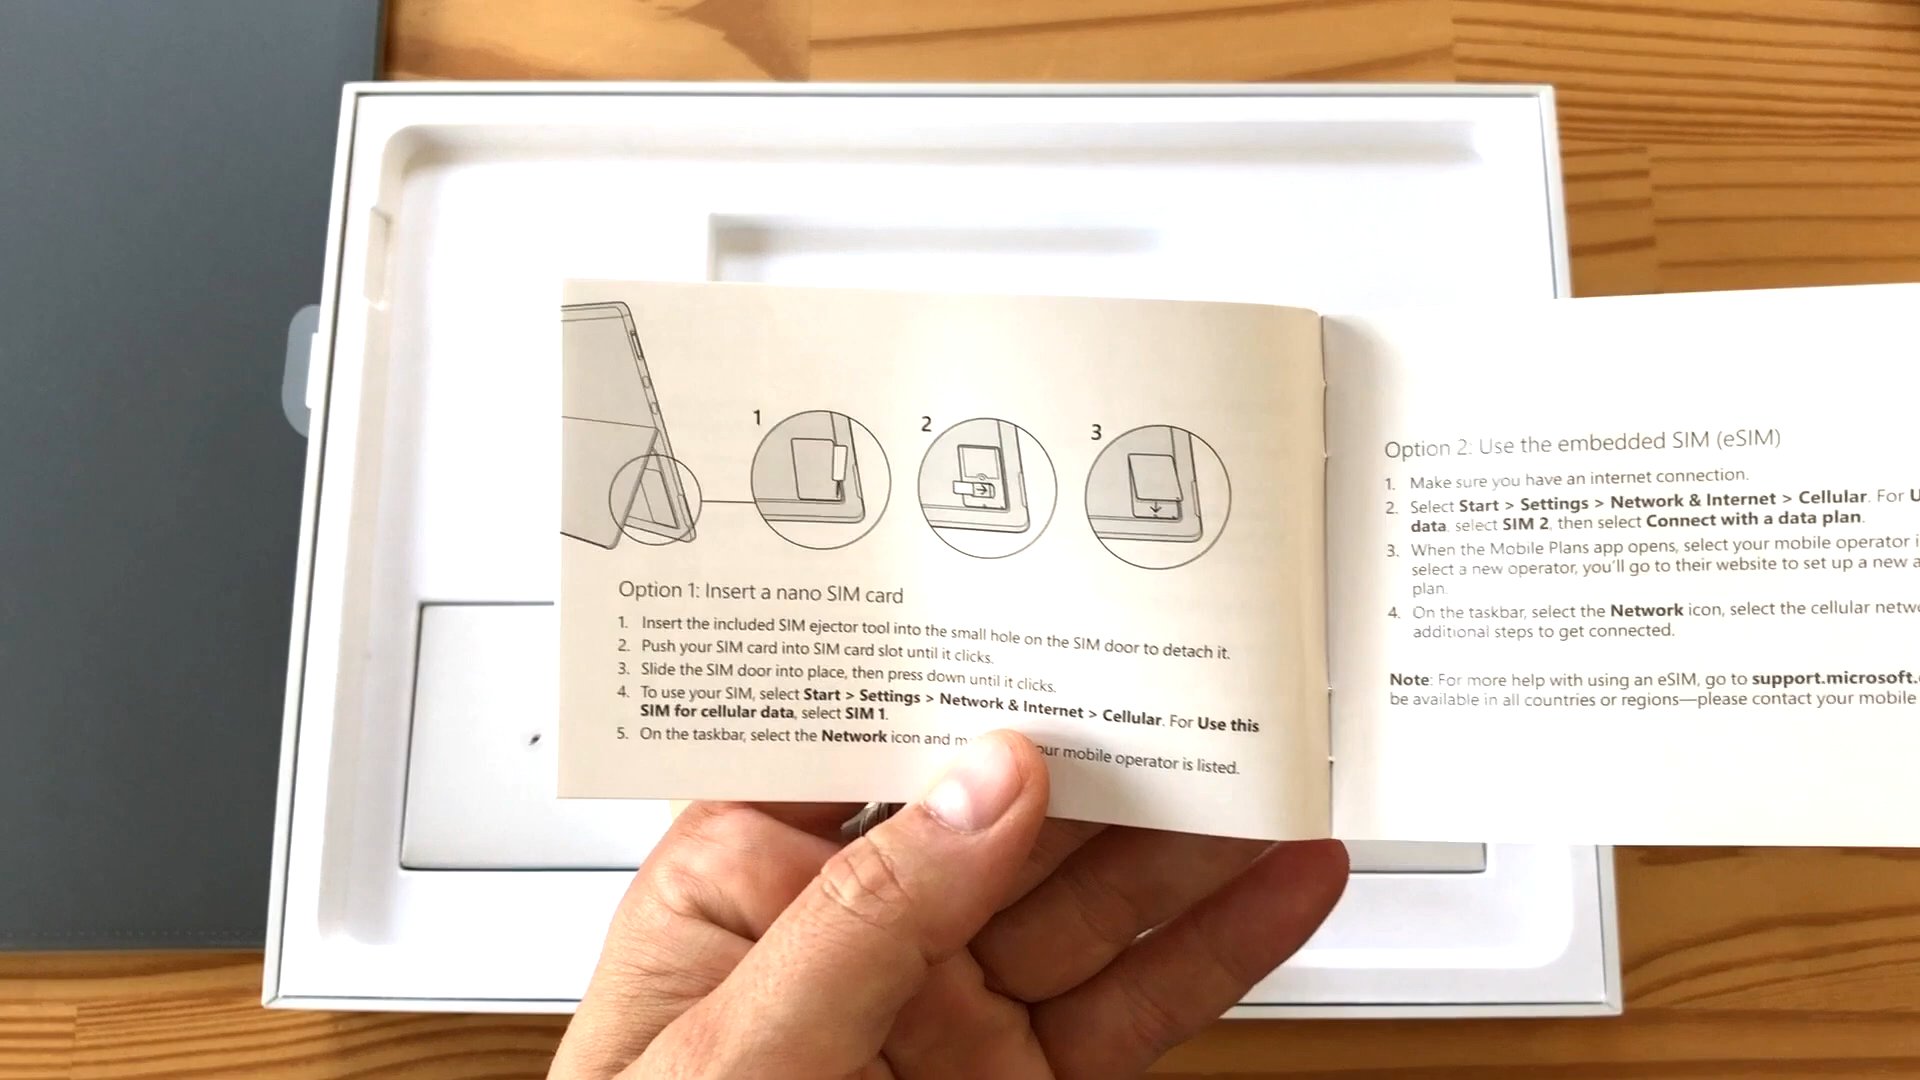 1
2
3
Option 1: Insert a nano SIM card
1. Insert the included SIM ejector tool into the small hole on the SIM door to detach it.
2. Push your SIM card into SIM card slot until it clicks.
3. Slide the SIM door into place, then press down until it clicks.
4. To use your SIM, select Start > Settings > Network & Internet > Cellular. For Use this
SIM for cellular data, select SIM 1.
5. On the taskbar, select the Network icon and your mobile operator is listed.
Option 2: Use the embedded SIM (eSIM)
1. Make sure you have an internet connection.
2. Select Start > Settings > Network & Internet > Cellular. For
data, select SIM 2, then select Connect with a data plan.
3. When the Mobile Plans app opens, select your mobile operator
select a new operator, you'll go to their website to set up a new
plan.
4. On the taskbar, select the Network icon, select the cellular
additional steps to get connected.
Note: For more help with using an eSIM, go to support.microsoft.
be available in all countries or regions—please contact your mobile